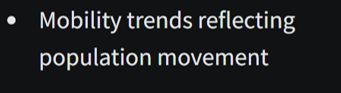 • Mobility trends reflecting
population movement